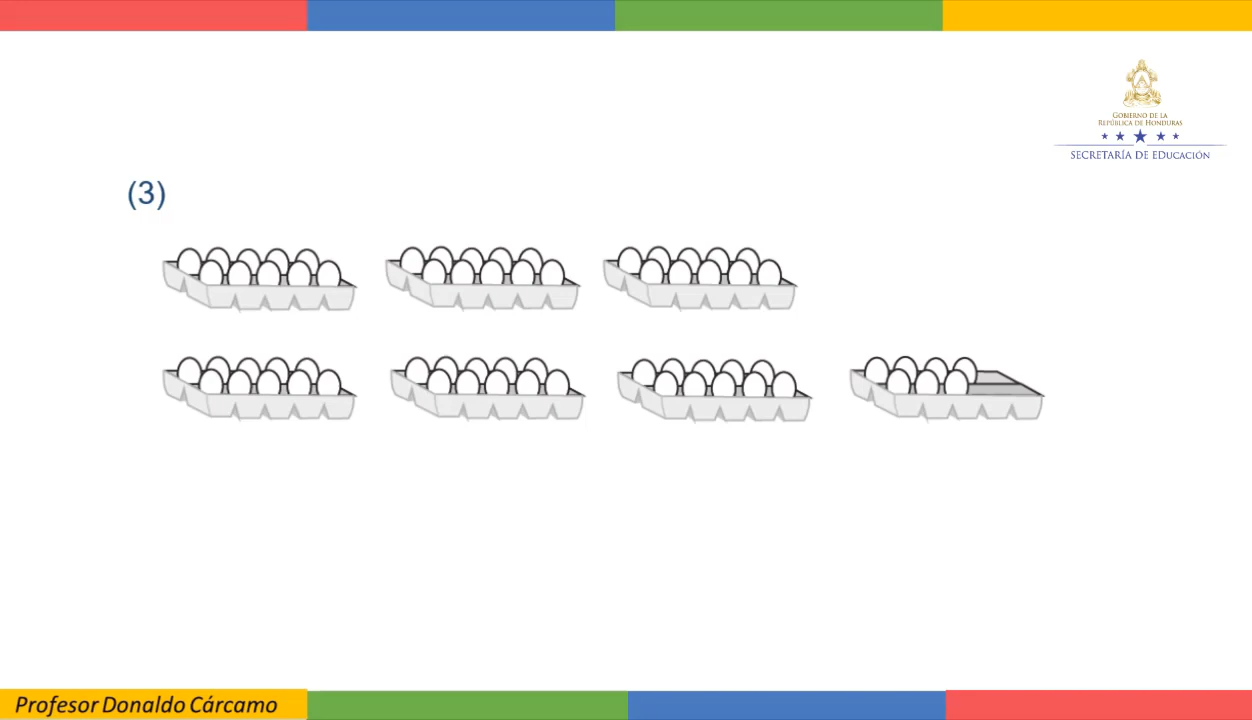 GOBIERNO DE LA
REPÚBLICA DE HONDURAS
SECRETARÍA DE EDUCACIÓN
(3)
Profesor Donaldo Cárcamo